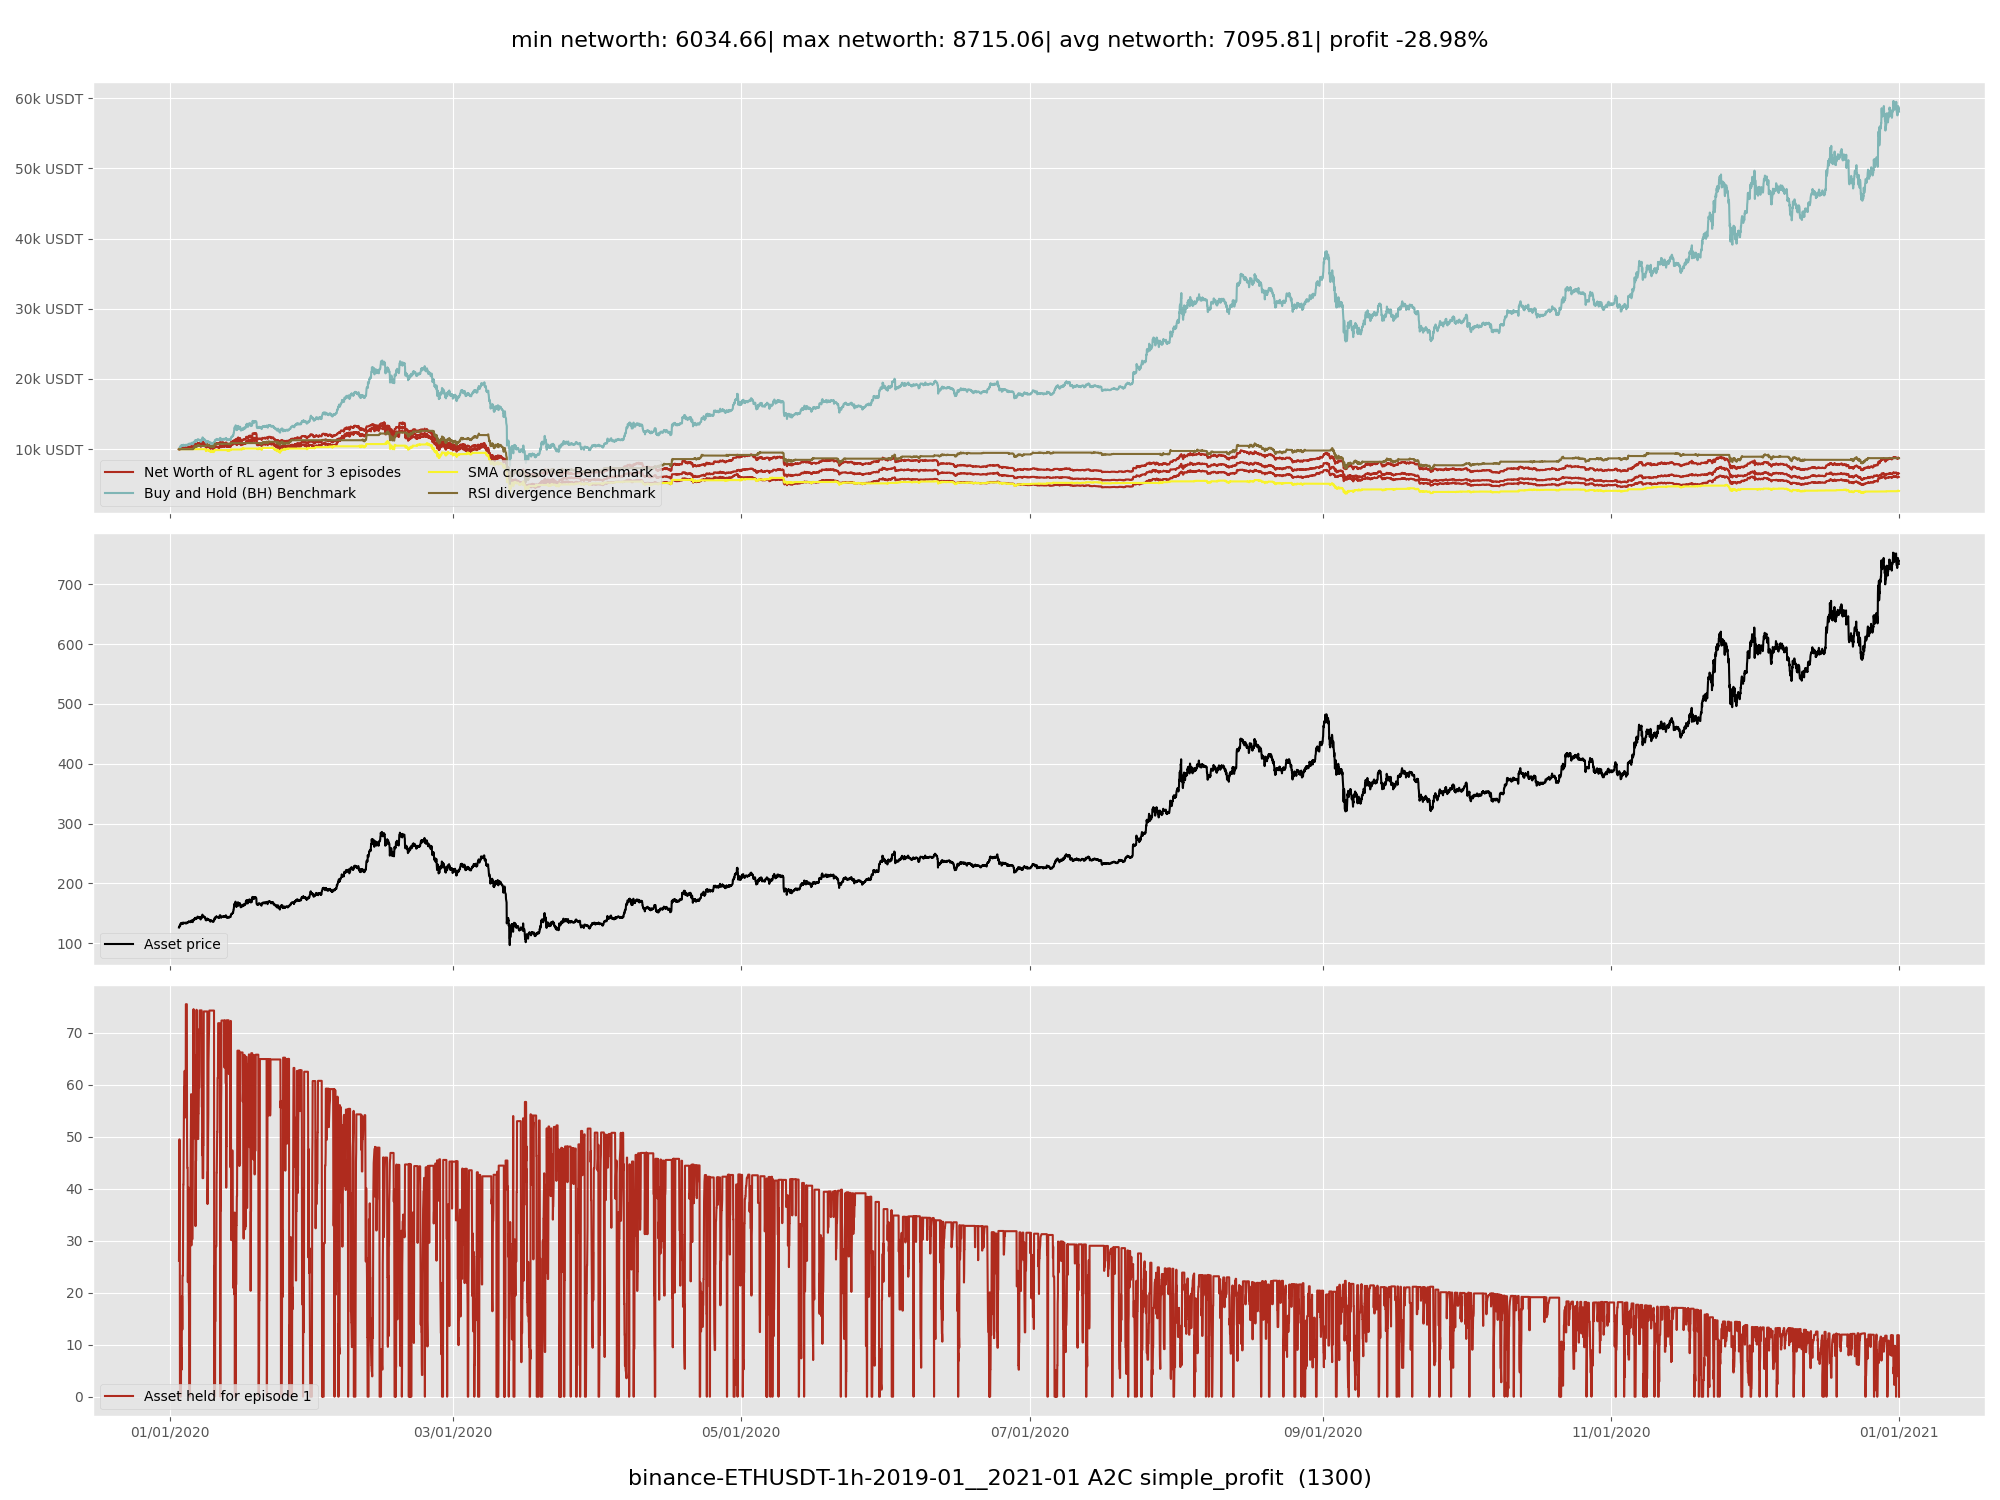 min networth: 6034.66| max networth: 8715.06| avg networth: 7095.81| profit -28.98%
60k USDT
50k USDT
40k USDT
30k USDT
20k USDT
10k USDT
Net Worth of RL agent for 3 episodes
Buy and Hold (BH) Benchmark
SMA crossover Benchmark
RSI divergence Benchmark
700
600
500
400
300
200
100
Asset price
70
60
50
40
30
20
10
0
Asset held for episode 1
01/01/2020
03/01/2020
05/01/2020
07/01/2020
09/01/2020
11/01/2020
01/01/2021
binance-ETHUSDT-1h-2019-01__2021-01 A2C simple_profit  (1300)